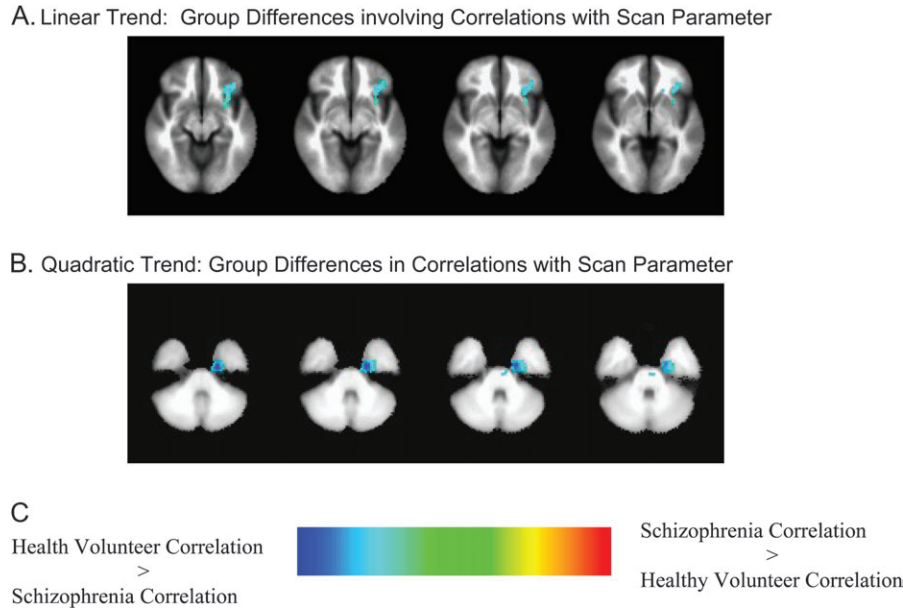 A. Linear Trend:  Group Differences involving Correlations with Scan Parameter
B. Quadratic Trend: Group Differences in Correlations with Scan Parameter
C
Health Volunteer Correlation
>
Schizophrenia Correlation
Schizophrenia Correlation
>
Healthy Volunteer Correlation